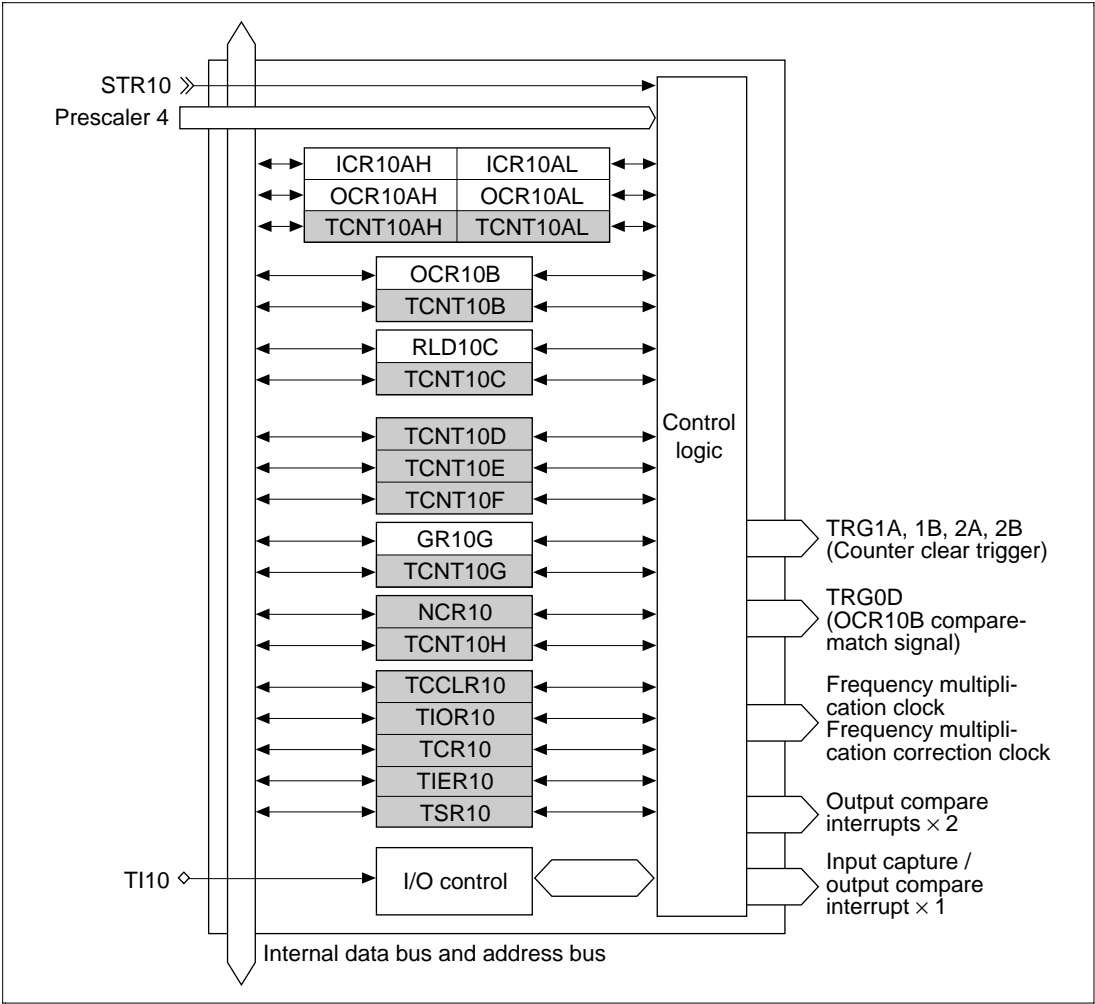 STR10
Prescaler 4
ICR10AH ICR10AL
OCR10AH OCR10AL
TCNT10AH TCNT10AL
OCR10B
TCNT10B
RLD10C
TCNT10C
TCNT10D
TCNT10E
TCNT10F
GR10G
TCNT10G
NCR10
TCNT10H
TCCLR10
TIOR10
TCR10
TIER10
TSR10
TI10
I/O control
Control
logic
TRG1A, 1B, 2A, 2B
(Counter clear trigger)
TRG0D
(OCR10B compare-
match signal)
Frequency multipli-
cation clock
Frequency multipli-
cation correction clock
Output compare
interrupts × 2
Input capture /
output compare
interrupt × 1
Internal data bus and address bus